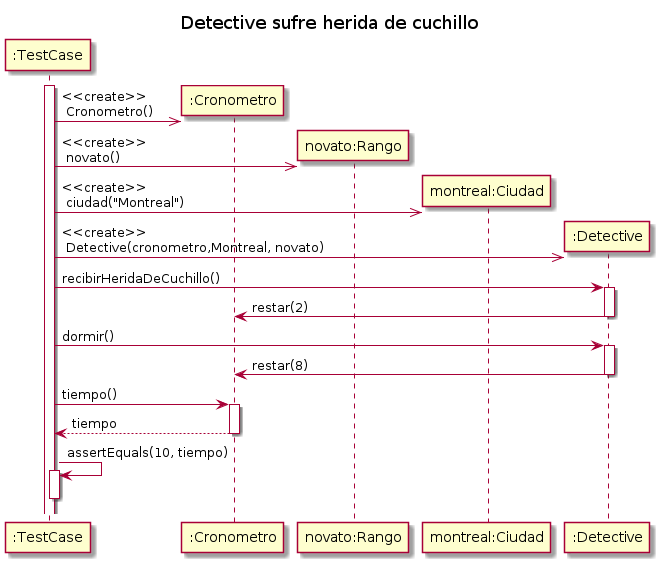 Detective sufre herida de cuchillo
:TestCase
<<create>>
Cronometro()
:Cronometro
<<create>>
novato()
novato:Rango
<<create>>
ciudad("Montreal")
montreal:Ciudad
<<create>>
Detective(cronometro,Montreal, novato)
:Detective
recibirHeridaDeCuchillo()
restar(2)
dormir()
restar(8)
tiempo()
tiempo
assertEquals(10, tiempo)
:TestCase
:Cronometro
novato:Rango
montreal:Ciudad
:Detective